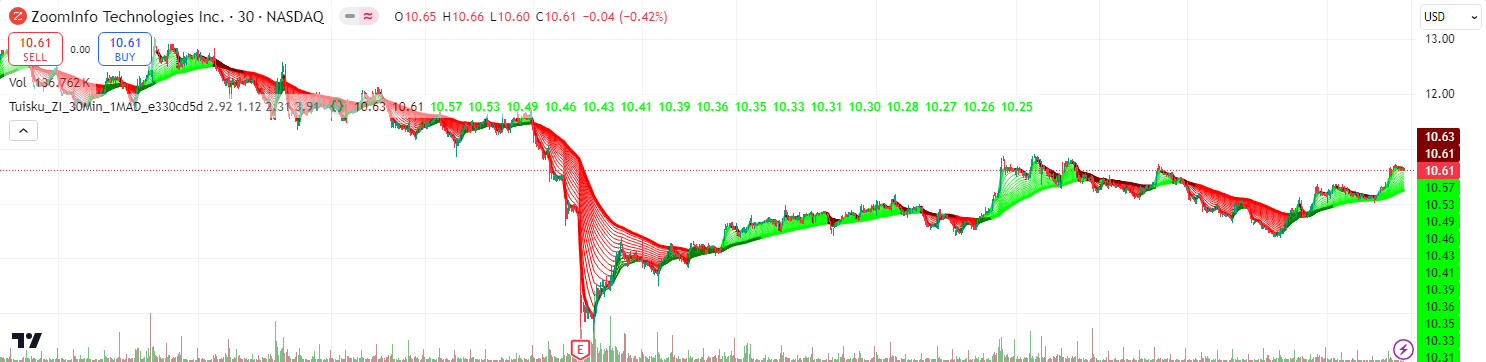 Z ZoomInfo Technologies Inc. · 30 · NASDAQ O10.65 H10.66 L10.60 C10.61 −0.04 (−0.42%)
USD
10.61 SELL
0.00
10.61 BUY
Vol 136.762 K
Tuisku_ZI_30Min_1MAD_e330cd5d 2.92 1.12 2.31 3.91 10.63 10.61 10.57 10.53 10.49 10.46 10.43 10.41 10.39 10.36 10.35 10.33 10.31 10.30 10.28 10.27 10.26 10.25
13.00
12.00
10.63
10.61
10.61
10.57
10.53
10.49
10.46
10.43
10.41
10.39
10.36
10.35
10.33
10.31
E